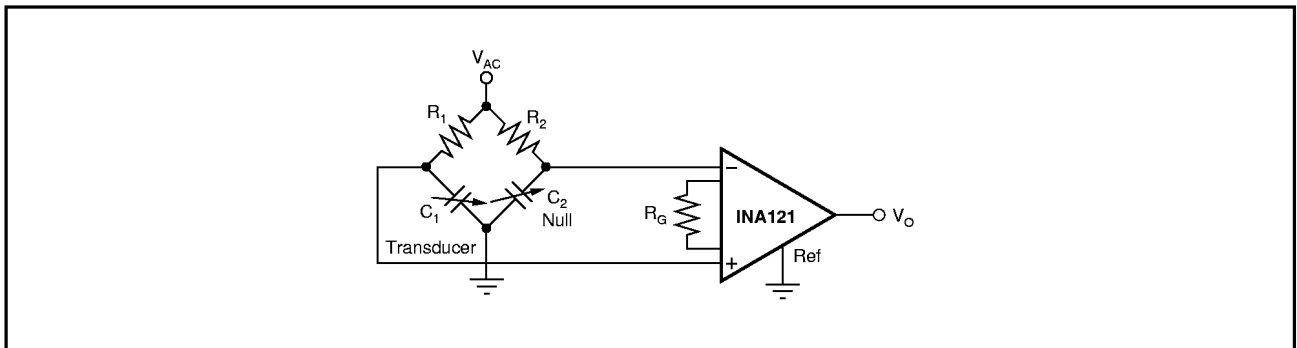 V_AC
R_1
R_2
C_1
C_2
Null
Transducer
R_G
−
INA121
+
Ref
V_O